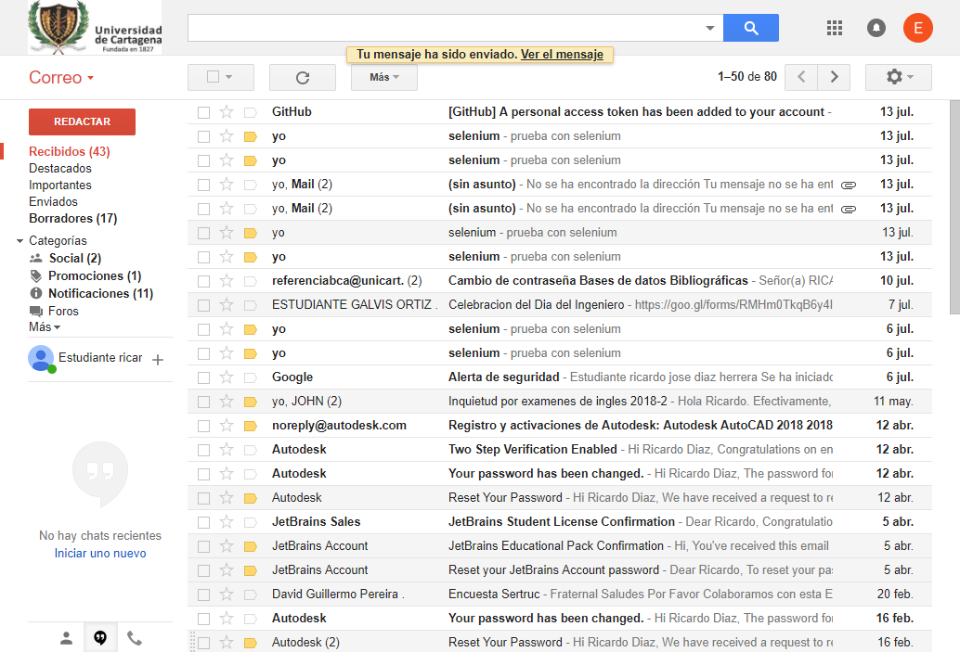 Universidad
de Cartagena
Fundada en 1827
E
Tu mensaje ha sido enviado. Ver el mensaje
Correo
Más
1–50 de 80
REDACTAR
Recibidos (43)
Destacados
Importantes
Enviados
Borradores (17)
Categorías
Social (2)
Promociones (1)
Notificaciones (11)
Foros
Más
Estudiante ricar
No hay chats recientes
Iniciar uno nuevo
GitHub [GitHub] A personal access token has been added to your account - 13 jul.
yo selenium - prueba con selenium 13 jul.
yo selenium - prueba con selenium 13 jul.
yo, Mail (2) (sin asunto) - No se ha encontrado la dirección Tu mensaje no se ha ent 13 jul.
yo, Mail (2) (sin asunto) - No se ha encontrado la dirección Tu mensaje no se ha ent 13 jul.
yo selenium - prueba con selenium 13 jul.
yo selenium - prueba con selenium 13 jul.
referenciabca@unicart. (2) Cambio de contraseña Bases de datos Bibliográficas - Señor(a) RICA 10 jul.
ESTUDIANTE GALVIS ORTIZ . Celebracion del Dia del Ingeniero - https://goo.gl/forms/RMHm0TkqB6y4l 7 jul.
yo selenium - prueba con selenium 6 jul.
yo selenium - prueba con selenium 6 jul.
Google Alerta de seguridad - Estudiante ricardo jose diaz herrera Se ha iniciado 6 jul.
yo, JOHN (2) Inquietud por examenes de ingles 2018-2 - Hola Ricardo. Efectivamente, 11 may.
noreply@autodesk.com Registro y activaciones de Autodesk: Autodesk AutoCAD 2018 2018 12 abr.
Autodesk Two Step Verification Enabled - Hi Ricardo Diaz, Congratulations on en 12 abr.
Autodesk Your password has been changed. - Hi Ricardo Diaz, The password for 12 abr.
Autodesk Reset Your Password - Hi Ricardo Diaz, We have received a request to re 12 abr.
JetBrains Sales JetBrains Student License Confirmation - Dear Ricardo, Congratulatio 5 abr.
JetBrains Account JetBrains Educational Pack Confirmation - Hi, You've received this email 5 abr.
JetBrains Account Reset your JetBrains Account password - Dear Ricardo, To reset your pa 5 abr.
David Guillermo Pereira . Encuesta Sertruc - Fraternal Saludes Por Favor Colaboramos con esta E 20 feb.
Autodesk Your password has been changed. - Hi Ricardo Diaz, The password for 16 feb.
Autodesk (2) Reset Your Password - Hi Ricardo Diaz, We have received a request to re 16 feb.